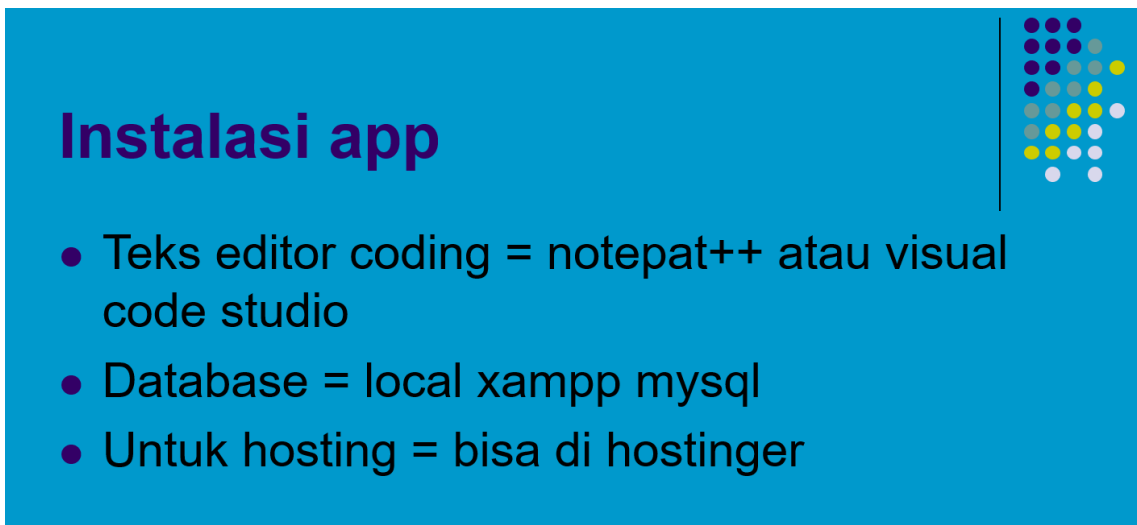 Instalasi app
● Teks editor coding = notepat++ atau visual
code studio
● Database = local xampp mysql
● Untuk hosting = bisa di hostinger